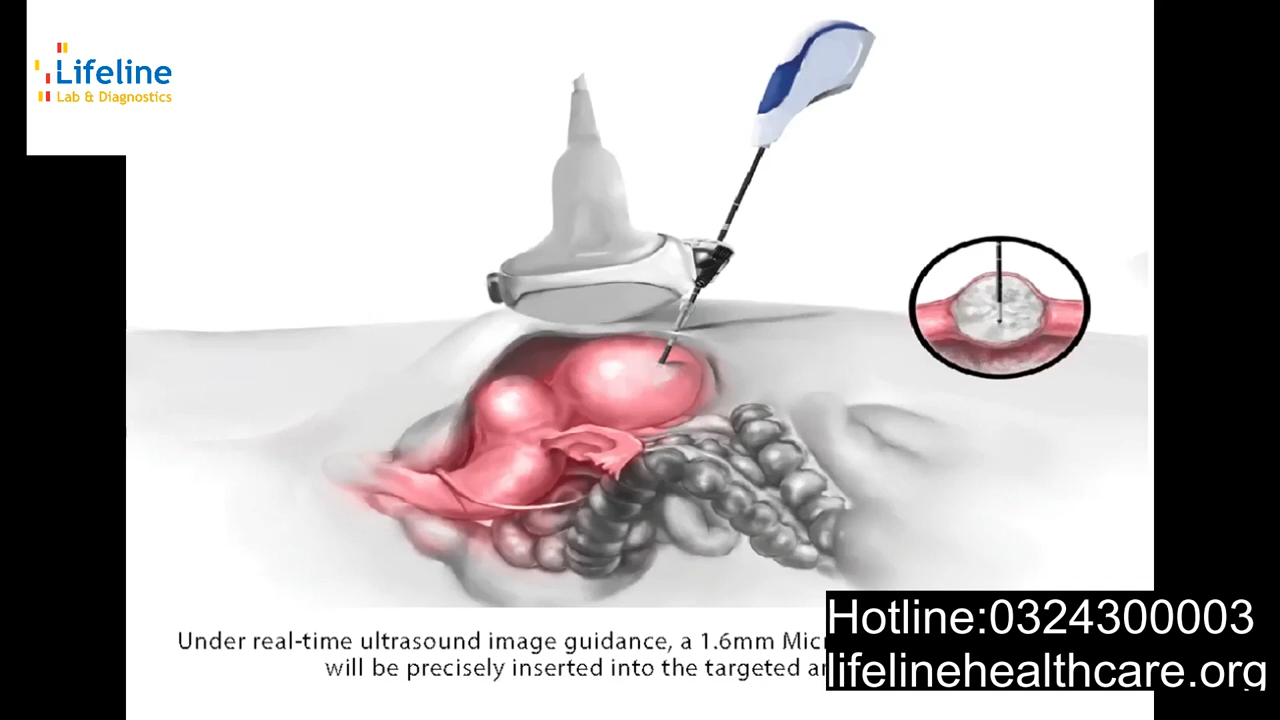 Lifeline
Lab & Diagnostics
Under real-time ultrasound image guidance, a 1.6mm
will be precisely inserted into the targeted
Hotline:0324300003
lifelinehealthcare.org